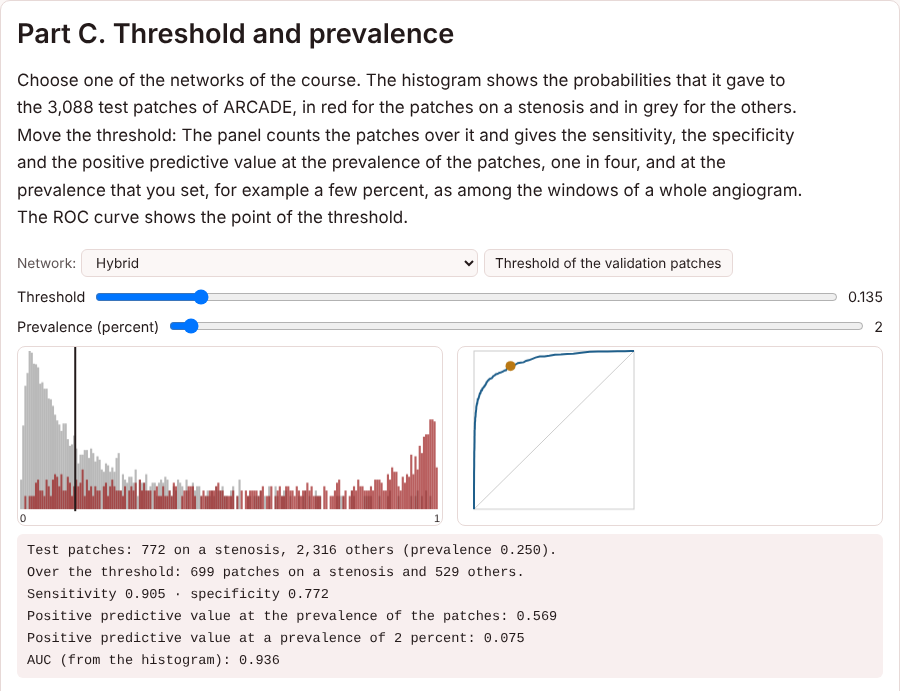 Part C. Threshold and prevalence
Choose one of the networks of the course. The histogram shows the probabilities that it gave to
the 3,088 test patches of ARCADE, in red for the patches on a stenosis and in grey for the others.
Move the threshold: The panel counts the patches over it and gives the sensitivity, the specificity
and the positive predictive value at the prevalence of the patches, one in four, and at the
prevalence that you set, for example a few percent, as among the windows of a whole angiogram.
The ROC curve shows the point of the threshold.
Network: Hybrid Threshold of the validation patches
Threshold 0.135
Prevalence (percent) 2
0 1
Test patches: 772 on a stenosis, 2,316 others (prevalence 0.250).
Over the threshold: 699 patches on a stenosis and 529 others.
Sensitivity 0.905 · specificity 0.772
Positive predictive value at the prevalence of the patches: 0.569
Positive predictive value at a prevalence of 2 percent: 0.075
AUC (from the histogram): 0.936